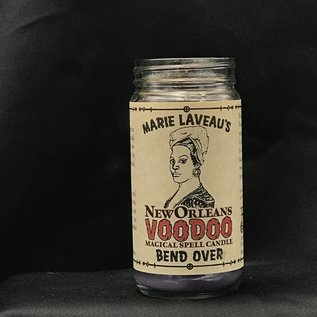 MARIE LAVEAU'S
NEW ORLEANS
VOODOO
MAGICAL SPELL CANDLE
BEND OVER